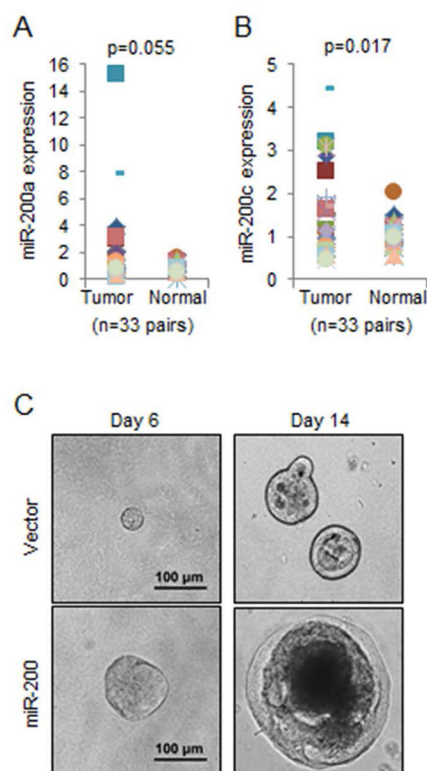 A
p=0.055
miR-200a expression
16
14
12
10
8
6
4
2
0
Tumor Normal
(n=33 pairs)
B
p=0.017
miR-200c expression
5
4
3
2
1
0
Tumor Normal
(n=33 pairs)
C
Day 6
Day 14
Vector
100 µm
miR-200
100 µm